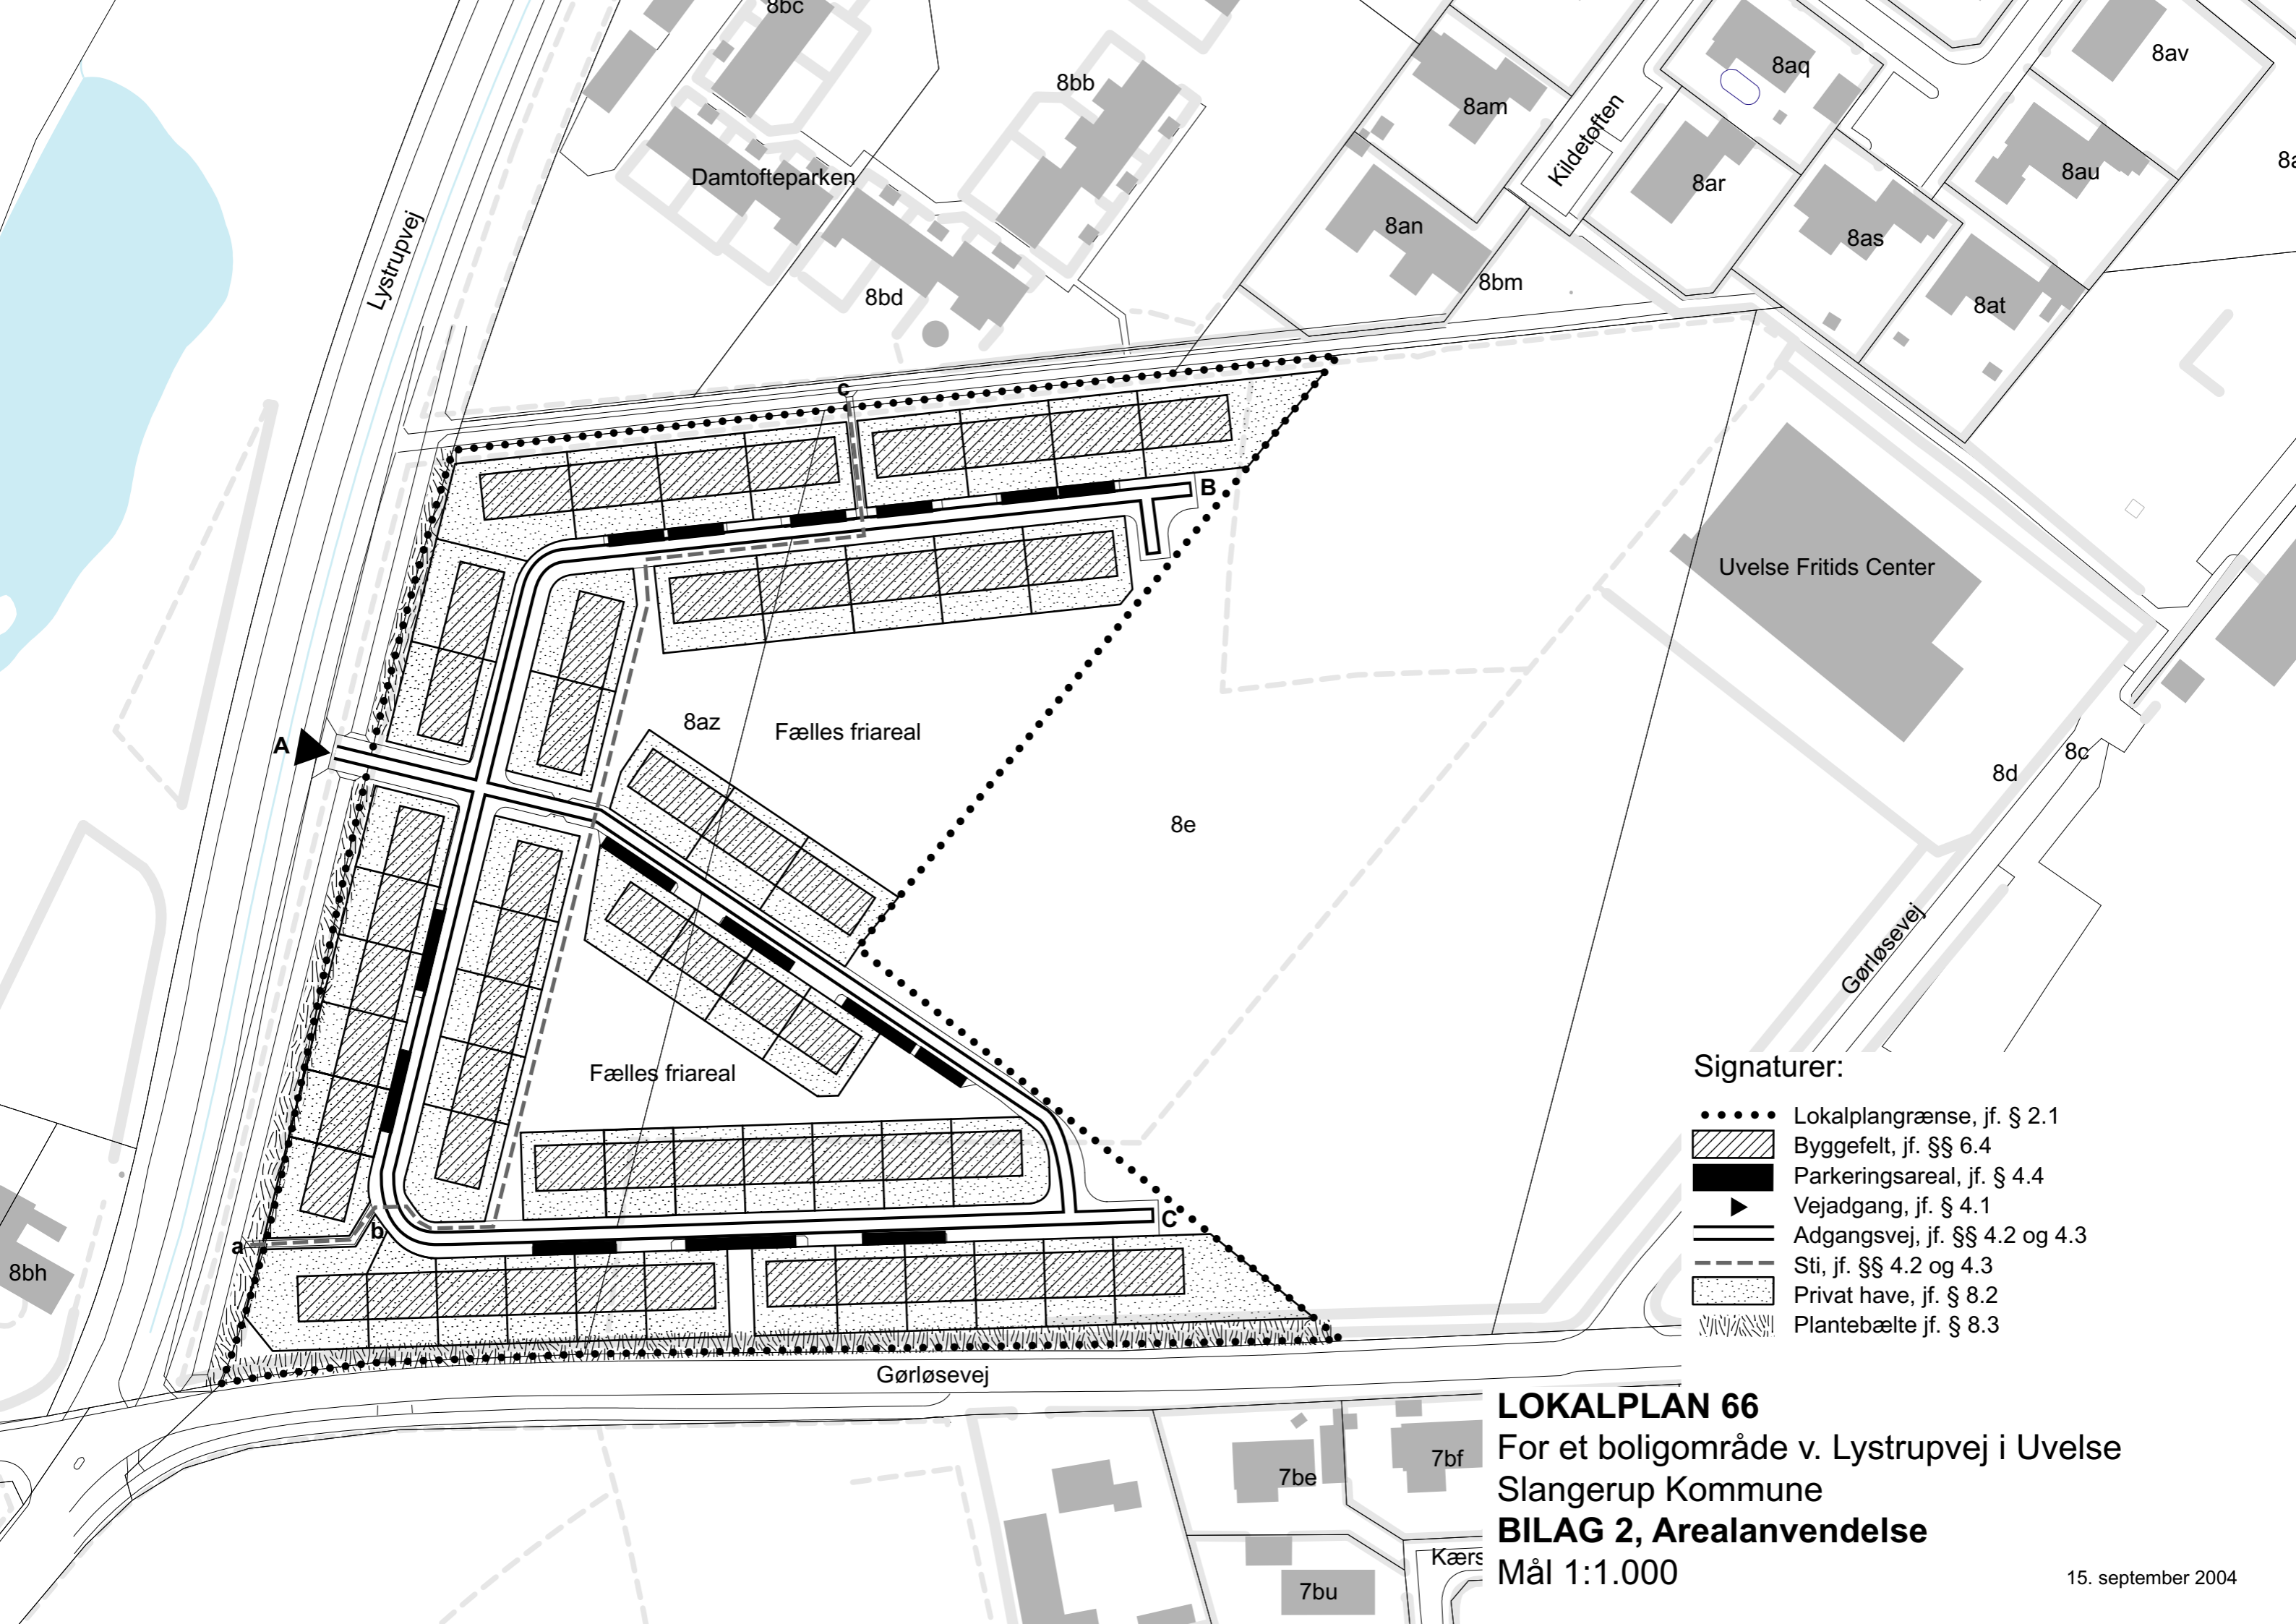 8bc
8bb
8am
8aq
8av
Kildetoften
Damtofteparken
8ar
8au
8an
8as
Lystrupvej
8bd
8bm
8at
c
B
Uvelse Fritids Center
8az
Fælles friareal
A
8c
8d
8e
Gørløsevej
Fælles friareal
C
b
a
8bh
Gørløsevej
7be
7bf
7bu
Signaturer:
Lokalplangrænse, jf. § 2.1
Byggefelt, jf. §§ 6.4
Parkeringsareal, jf. § 4.4
Vejadgang, jf. § 4.1
Adgangsvej, jf. §§ 4.2 og 4.3
Sti, jf. §§ 4.2 og 4.3
Privat have, jf. § 8.2
Plantebælte jf. § 8.3
LOKALPLAN 66
For et boligområde v. Lystrupvej i Uvelse
Slangerup Kommune
BILAG 2, Arealanvendelse
Mål 1:1.000
15. september 2004